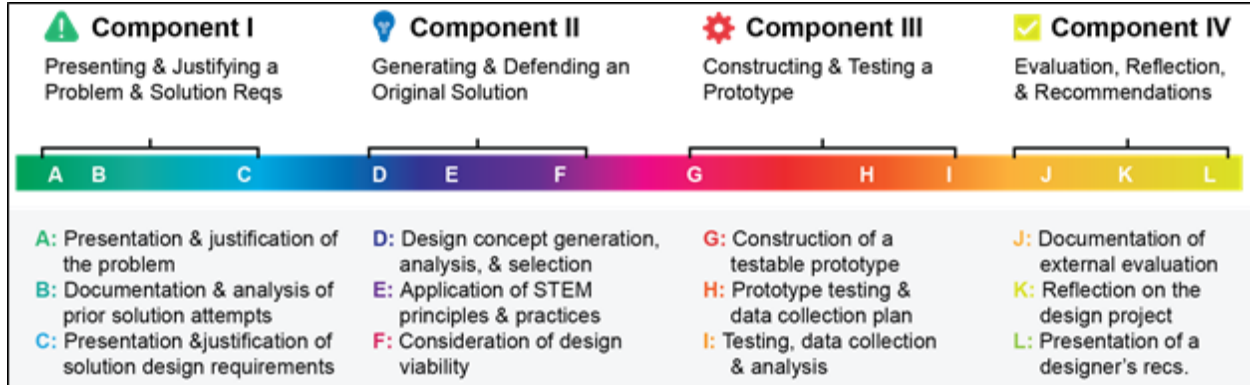 Component I
Presenting & Justifying a
Problem & Solution Reqs
Component II
Generating & Defending an
Original Solution
Component III
Constructing & Testing a
Prototype
Component IV
Evaluation, Reflection,
& Recommendations
A B C D E F G H I J K L
A: Presentation & justification of
the problem
B: Documentation & analysis of
prior solution attempts
C: Presentation &justification of
solution design requirements
D: Design concept generation,
analysis, & selection
E: Application of STEM
principles & practices
F: Consideration of design
viability
G: Construction of a
testable prototype
H: Prototype testing &
data collection plan
I: Testing, data collection
& analysis
J: Documentation of
external evaluation
K: Reflection on the
design project
L: Presentation of a
designer's recs.